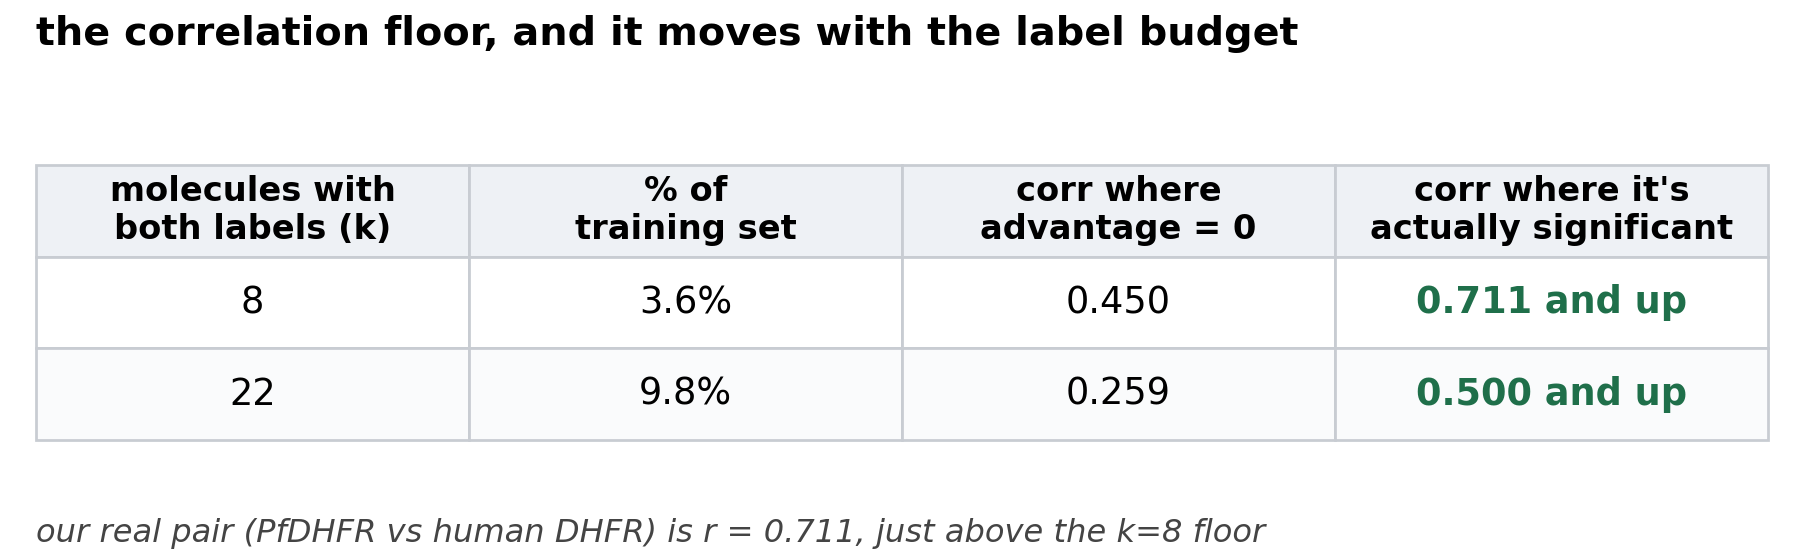 the correlation floor, and it moves with the label budget
molecules with both labels (k) | % of training set | corr where advantage = 0 | corr where it's actually significant
8 | 3.6% | 0.450 | 0.711 and up
22 | 9.8% | 0.259 | 0.500 and up
our real pair (PfDHFR vs human DHFR) is r = 0.711, just above the k=8 floor